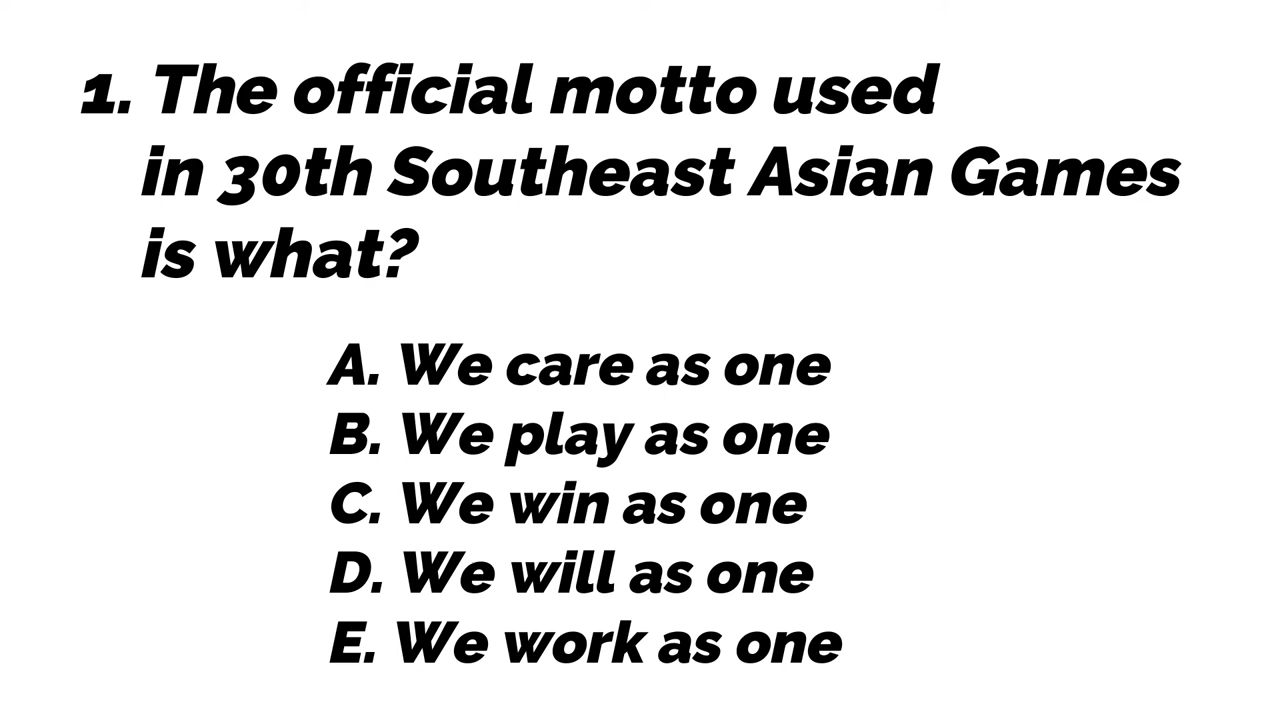 1. The official motto used
in 30th Southeast Asian Games
is what?
A. We care as one
B. We play as one
C. We win as one
D. We will as one
E. We work as one